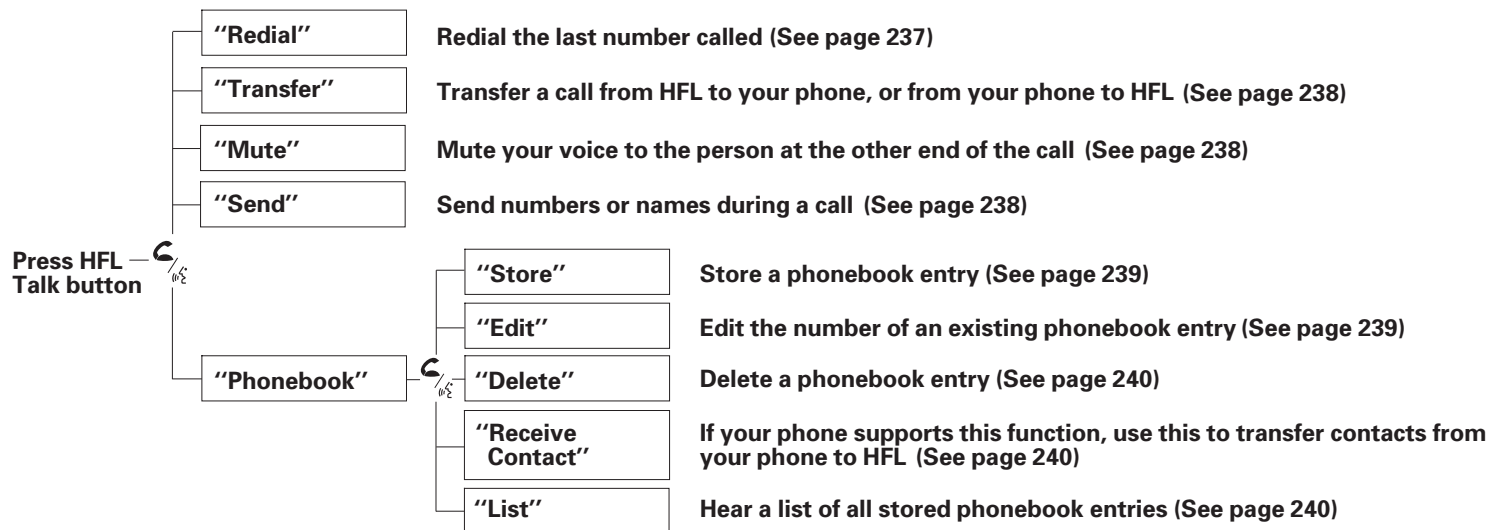 "Redial" Redial the last number called (See page 237)
"Transfer" Transfer a call from HFL to your phone, or from your phone to HFL (See page 238)
"Mute" Mute your voice to the person at the other end of the call (See page 238)
"Send" Send numbers or names during a call (See page 238)
Press HFL
Talk button
"Phonebook"
"Store" Store a phonebook entry (See page 239)
"Edit" Edit the number of an existing phonebook entry (See page 239)
"Delete" Delete a phonebook entry (See page 240)
"Receive
Contact"
If your phone supports this function, use this to transfer contacts from
your phone to HFL (See page 240)
"List" Hear a list of all stored phonebook entries (See page 240)